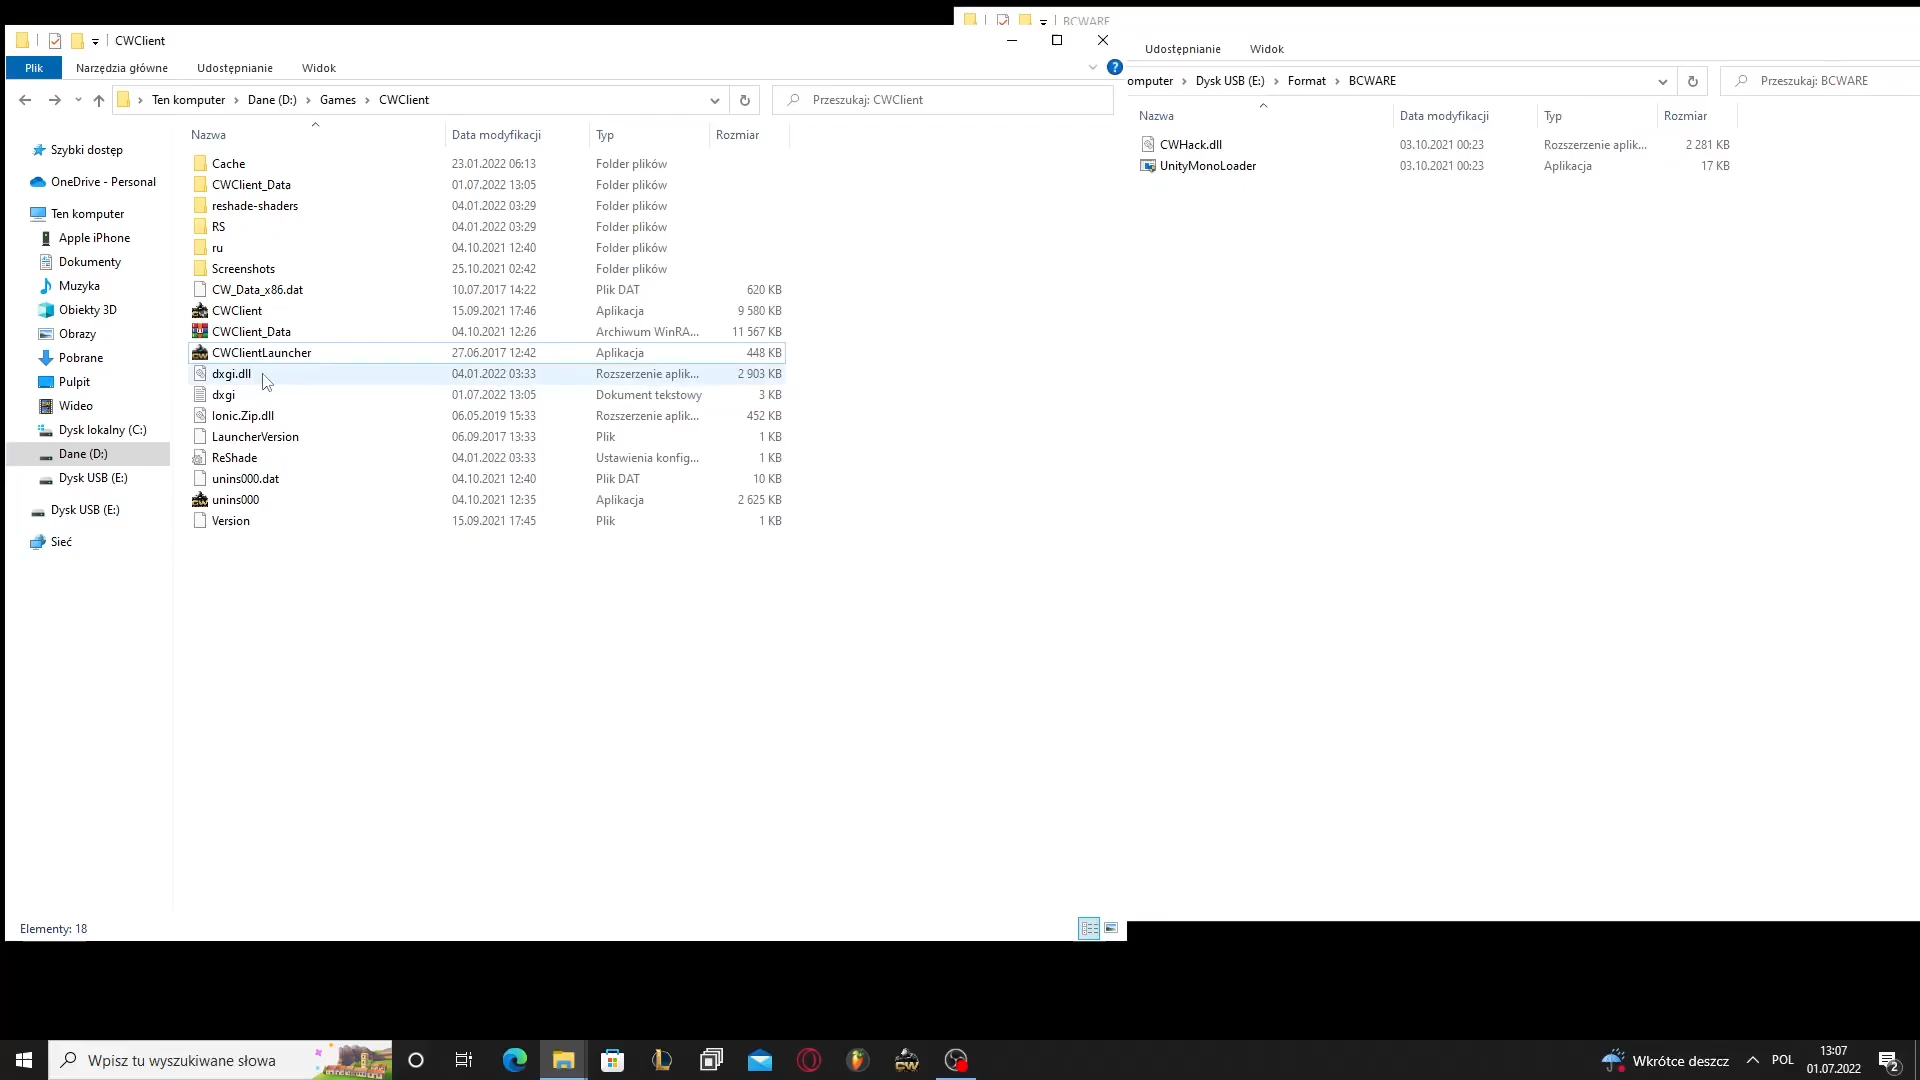 CWClient
Plik Narzędzia główne Udostępnianie Widok
Ten komputer Dane (D:) Games CWClient Przeszukaj: CWClient
Szybki dostęp
OneDrive - Personal
Ten komputer
Apple iPhone
Dokumenty
Muzyka
Obiekty 3D
Obrazy
Pobrane
Pulpit
Wideo
Dysk lokalny (C:)
Dane (D:)
Dysk USB (E:)
Dysk USB (E:)
Sieć
Nazwa Data modyfikacji Typ Rozmiar
Cache 23.01.2022 06:13 Folder plików
CWClient_Data 01.07.2022 13:05 Folder plików
reshade-shaders 04.01.2022 03:29 Folder plików
RS 04.01.2022 03:29 Folder plików
ru 04.10.2021 12:40 Folder plików
Screenshots 25.10.2021 02:42 Folder plików
CW_Data_x86.dat 10.07.2017 14:22 Plik DAT 620 KB
CWClient 15.09.2021 17:46 Aplikacja 9 580 KB
CWClient_Data 04.10.2021 12:26 Archiwum WinRA... 11 567 KB
CWClientLauncher 27.06.2017 12:42 Aplikacja 448 KB
dxgi.dll 04.01.2022 03:33 Rozszerzenie aplik... 2 903 KB
dxgi 01.07.2022 13:05 Dokument tekstowy 3 KB
Ionic.Zip.dll 06.05.2019 15:33 Rozszerzenie aplik... 452 KB
LauncherVersion 06.09.2017 13:33 Plik 1 KB
ReShade 04.01.2022 03:33 Ustawienia konfig... 1 KB
unins000.dat 04.10.2021 12:40 Plik DAT 10 KB
unins000 04.10.2021 12:35 Aplikacja 2 625 KB
Version 15.09.2021 17:45 Plik 1 KB
Elementy: 18
BCWARE
Udostępnianie Widok
omputer Dysk USB (E:) Format BCWARE Przeszukaj: BCWARE
Nazwa Data modyfikacji Typ Rozmiar
CWHack.dll 03.10.2021 00:23 Rozszerzenie aplik... 2 281 KB
UnityMonoLoader 03.10.2021 00:23 Aplikacja 17 KB
Wpisz tu wyszukiwane słowa
CW
Wkrótce deszcz
POL
13:07
01.07.2022
2